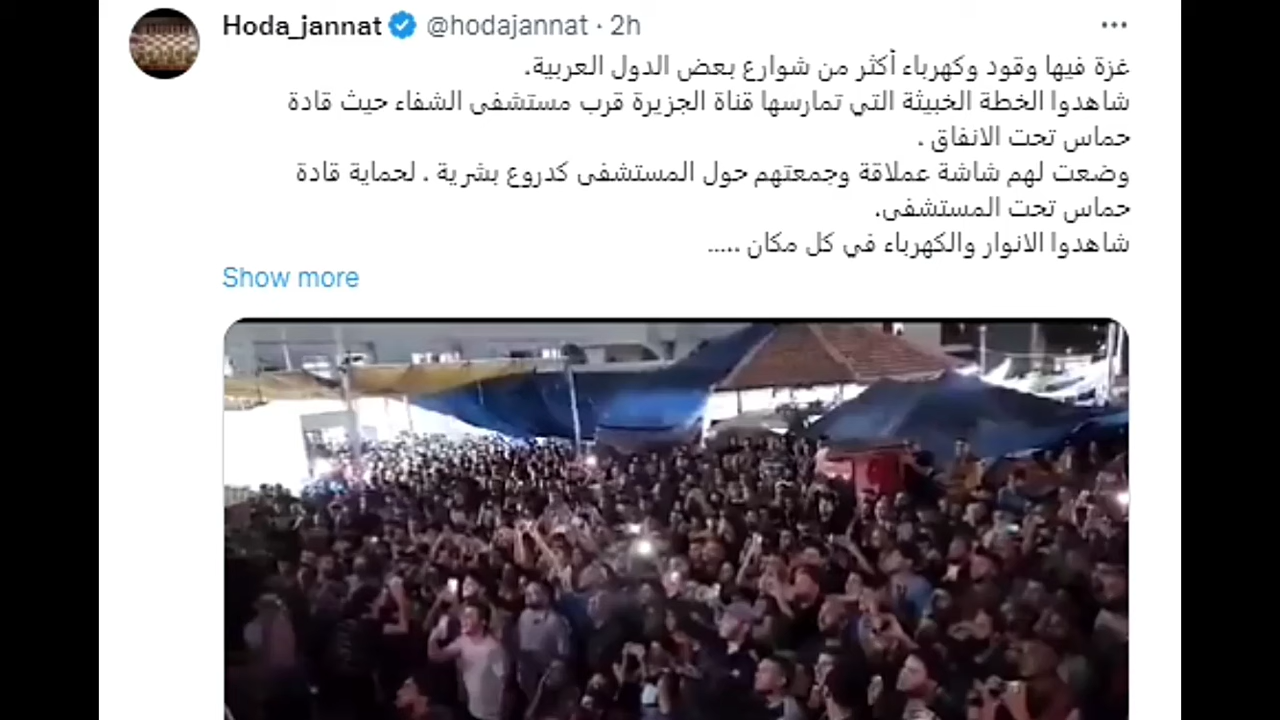 Hoda_jannat @hodajannat · 2h
غزة فيها وقود وكهرباء أكثر من شوارع بعض الدول العربية.
شاهدوا الخطة الخبيثة التي تمارسها قناة الجزيرة قرب مستشفى الشفاء حيث قادة
حماس تحت الانفاق .
وضعت لهم شاشة عملاقة وجمعتهم حول المستشفى كدروع بشرية . لحماية قادة
حماس تحت المستشفى.
شاهدوا الانوار والكهرباء في كل مكان .....
Show more